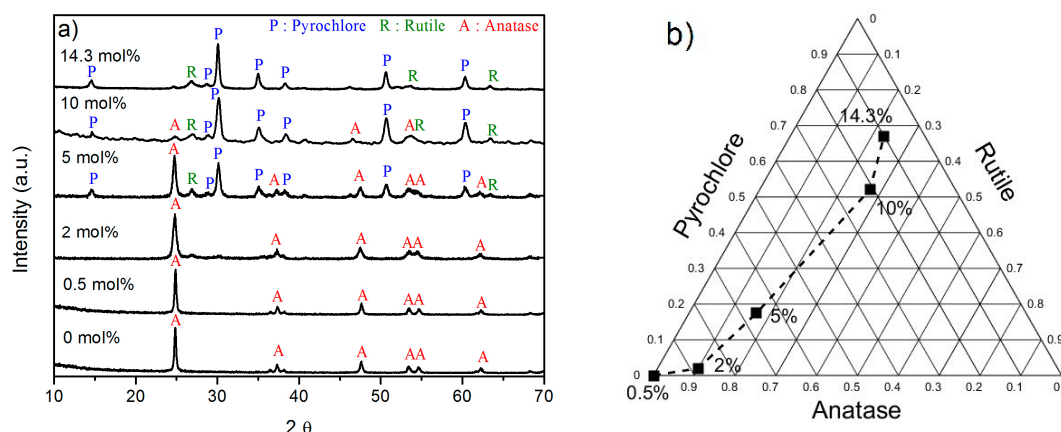 a)
P : Pyrochlore R : Rutile A : Anatase
14.3 mol%
P R P P P P P R P R
10 mol%
P A R P P P P A P A R P R
5 mol%
P A R P P P A P A P A A P A R
2 mol%
A A A A A A
0.5 mol%
A A A A A A
0 mol%
A A A A A A
Intensity (a.u.)
10 20 30 40 50 60 70
2 θ
b)
0
0.9 0.1
0.8 0.2
14.3%
0.7 0.3
0.6 0.4
10%
0.5 0.5
0.4 0.6
0.3 0.7
0.2 0.8
5%
0.1 0.9
2%
0
0.5%
0.9 0.8 0.7 0.6 0.5 0.4 0.3 0.2 0.1 0
Pyrochlore
Rutile
Anatase